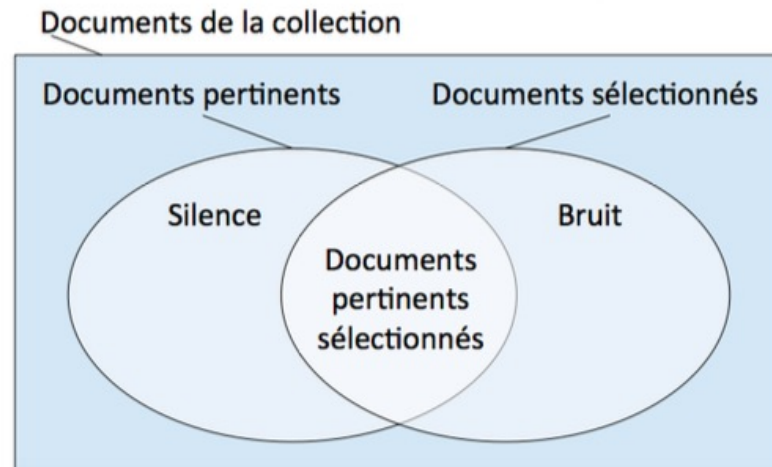 Documents de la collection
Documents pertinents
Documents sélectionnés
Silence
Bruit
Documents
pertinents
sélectionnés